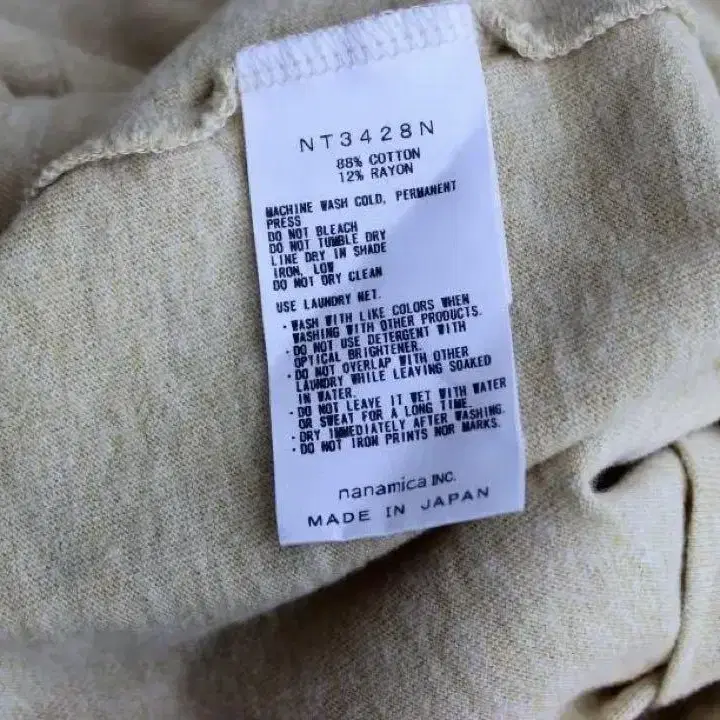 NT3428N
88% COTTON
12% RAYON
MACHINE WASH COLD, PERMANENT
PRESS
DO NOT BLEACH
DO NOT TUMBLE DRY
LINE DRY IN SHADE
IRON, LOW
DO NOT DRY CLEAN
USE LAUNDRY NET.
・WASH WITH LIKE COLORS WHEN
WASHING WITH OTHER PRODUCTS.
・DO NOT USE DETERGENT WITH
OPTICAL BRIGHTENER.
・DO NOT OVERLAP WITH OTHER
LAUNDRY WHILE LEAVING SOAKED
IN WATER.
・DO NOT LEAVE IT WET WITH WATER
OR SWEAT FOR A LONG TIME.
・DRY IMMEDIATELY AFTER WASHING.
・DO NOT IRON PRINTS NOR MARKS.
nanamica INC.
MADE IN JAPAN